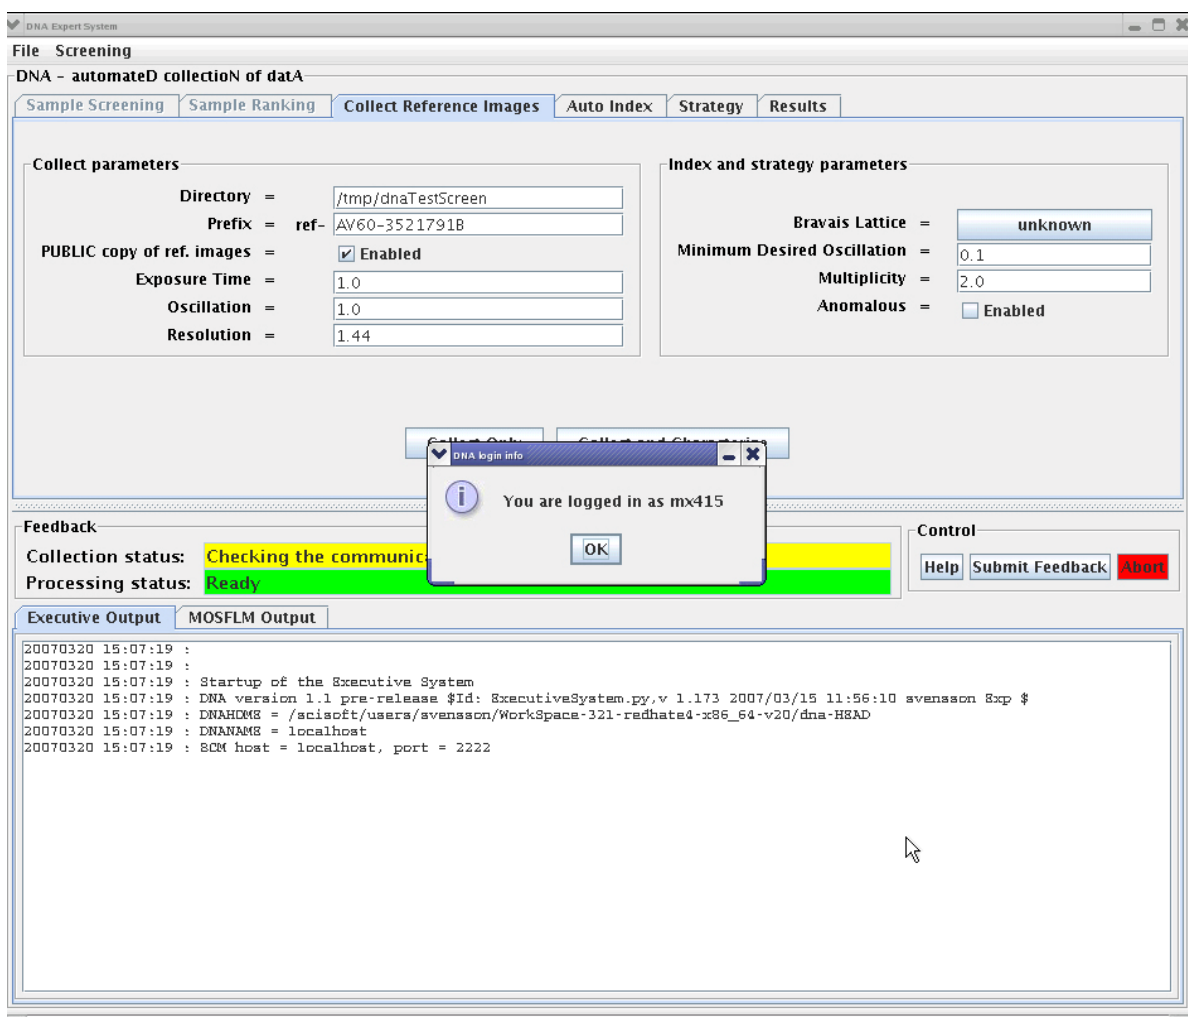 DNA Expert System
File Screening
DNA - automateD collectioN of datA
Sample Screening Sample Ranking Collect Reference Images Auto Index Strategy Results
Collect parameters
Directory = /tmp/dnaTestScreen
Prefix = ref- AV60-3521791B
PUBLIC copy of ref. images = Enabled
Exposure Time = 1.0
Oscillation = 1.0
Resolution = 1.44
Index and strategy parameters
Bravais Lattice = unknown
Minimum Desired Oscillation = 0.1
Multiplicity = 2.0
Anomalous = Enabled
Collect Only Collect and Characterize
DNA login info
You are logged in as mx415
OK
Feedback
Collection status: Checking the communic
Processing status: Ready
Control
Help Submit Feedback Abort
Executive Output MOSFLM Output
20070320 15:07:19 :
20070320 15:07:19 :
20070320 15:07:19 : Startup of the Executive System
20070320 15:07:19 : DNA version 1.1 pre-release $Id: ExecutiveSystem.py,v 1.173 2007/03/15 11:56:10 svensson Exp $
20070320 15:07:19 : DNAHOME = /scisoft/users/svensson/WorkSpace-321-redhate4-x86_64-v20/dna-HEAD
20070320 15:07:19 : DNANAME = localhost
20070320 15:07:19 : BCM host = localhost, port = 2222